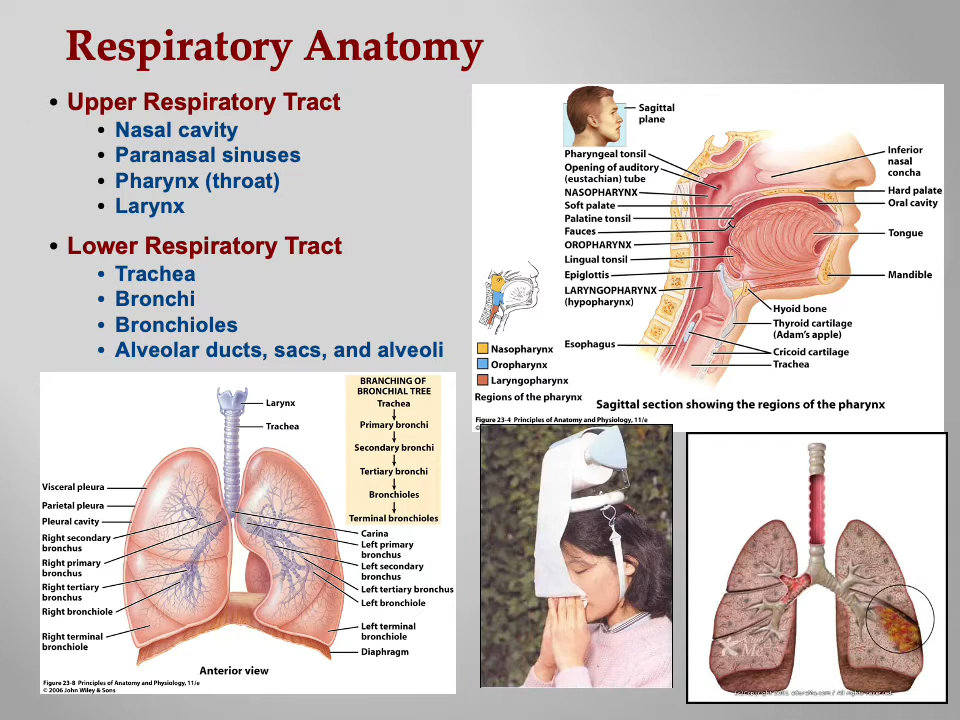 Respiratory Anatomy
• Upper Respiratory Tract
• Nasal cavity
• Paranasal sinuses
• Pharynx (throat)
• Larynx
• Lower Respiratory Tract
• Trachea
• Bronchi
• Bronchioles
• Alveolar ducts, sacs, and alveoli
Sagittal
plane
Pharyngeal tonsil
Opening of auditory
(eustachian) tube
NASOPHARYNX
Soft palate
Palatine tonsil
Fauces
OROPHARYNX
Lingual tonsil
Epiglottis
LARYNGOPHARYNX
(hypopharynx)
Esophagus
Inferior
nasal
concha
Hard palate
Oral cavity
Tongue
Mandible
Hyoid bone
Thyroid cartilage
(Adam's apple)
Cricoid cartilage
Trachea
Nasopharynx
Oropharynx
Laryngopharynx
Regions of the pharynx
Sagittal section showing the regions of the pharynx
Figure 23-4 Principles of Anatomy and Physiology, 11/e
©
Larynx
Trachea
BRANCHING OF
BRONCHIAL TREE
Trachea
Primary bronchi
Secondary bronchi
Tertiary bronchi
Bronchioles
Terminal bronchioles
Visceral pleura
Parietal pleura
Pleural cavity
Right secondary
bronchus
Right primary
bronchus
Right tertiary
bronchus
Right bronchiole
Right terminal
bronchiole
Carina
Left primary
bronchus
Left secondary
bronchus
Left tertiary bronchus
Left bronchiole
Left terminal
bronchiole
Diaphragm
Anterior view
Figure 23-8 Principles of Anatomy and Physiology, 11/e
© 2006 John Wiley & Sons
Me
All rights reserved.